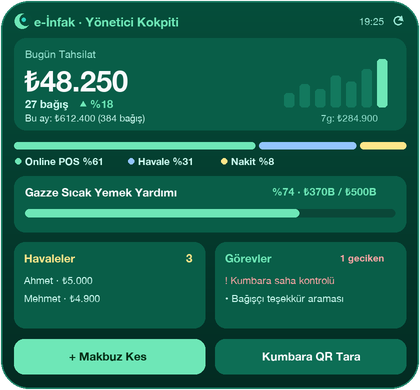 e-İnfak · Yönetici Kokpiti
19:25
Bugün Tahsilat
₺48.250
27 bağış ▲ %18
Bu ay: ₺612.400 (384 bağış)
7g: ₺284.900
Online POS %61
Havale %31
Nakit %8
Gazze Sıcak Yemek Yardımı
%74 · ₺370B / ₺500B
Havaleler
3
Ahmet · ₺5.000
Mehmet · ₺4.900
Görevler
1 geciken
! Kumbara saha kontrolü
• Bağışçı teşekkür araması
+ Makbuz Kes
Kumbara QR Tara